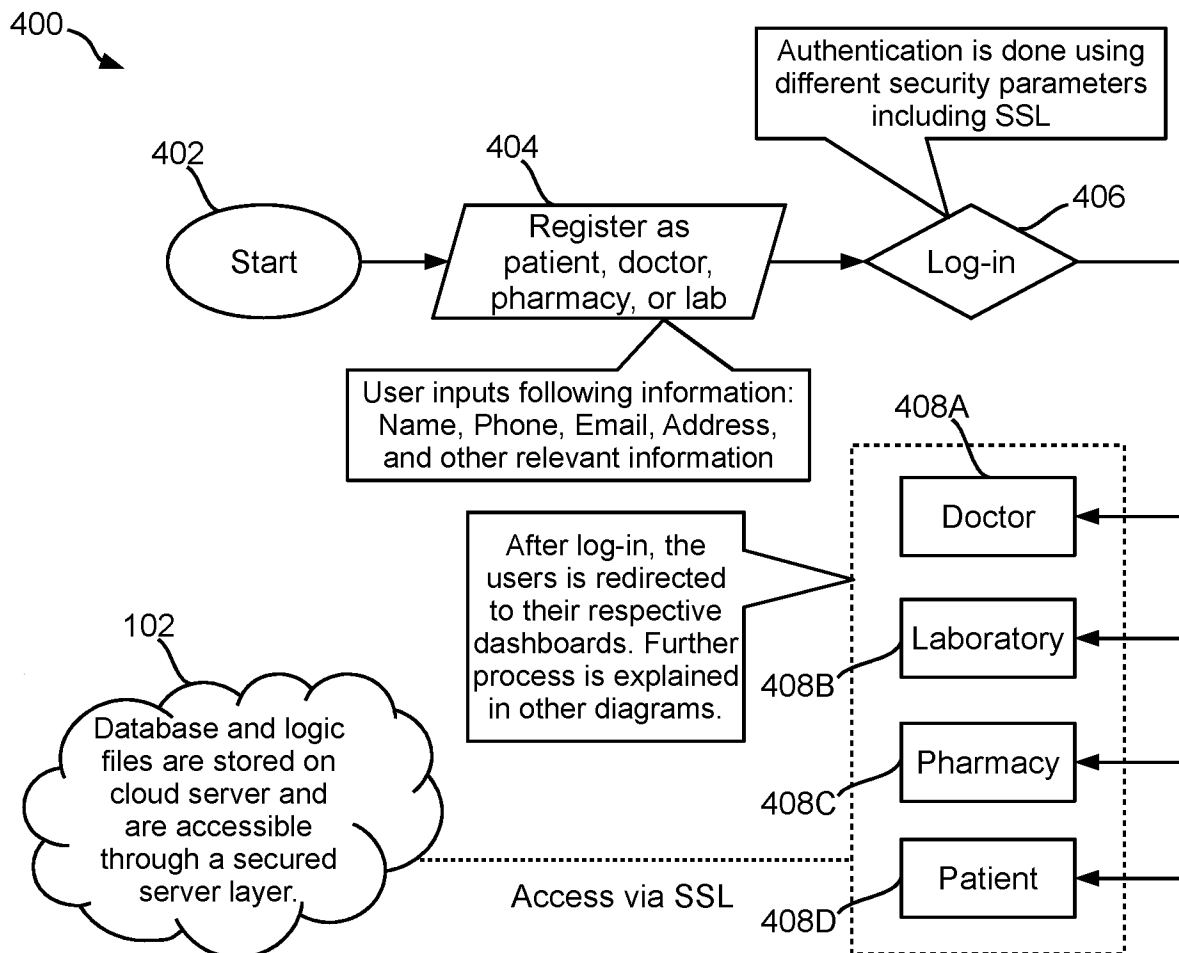 400
Authentication is done using
different security parameters
including SSL
402
Start
404
Register as
patient, doctor,
pharmacy, or lab
406
Log-in
User inputs following information:
Name, Phone, Email, Address,
and other relevant information
408A
Doctor
After log-in, the
users is redirected
to their respective
dashboards. Further
process is explained
in other diagrams.
408B
Laboratory
408C
Pharmacy
408D
Patient
102
Database and logic
files are stored on
cloud server and
are accessible
through a secured
server layer.
Access via SSL